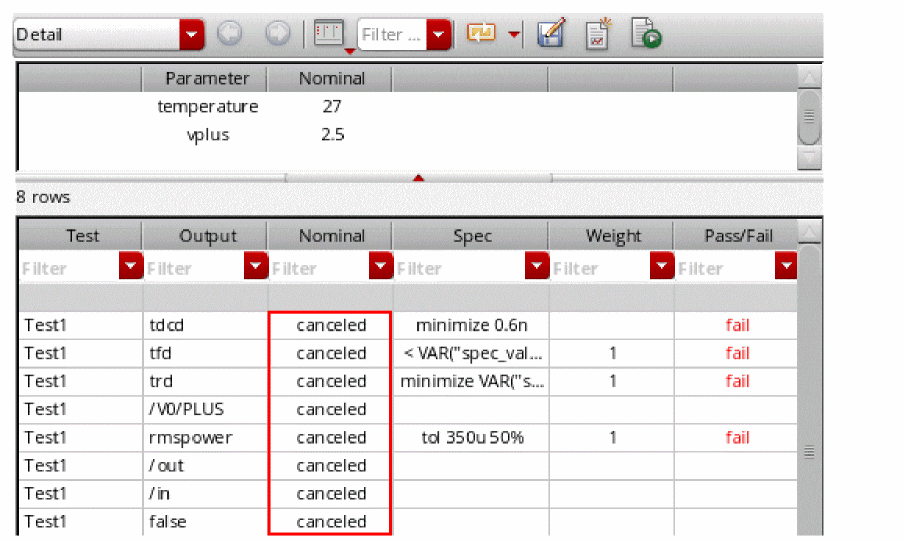 Detail Filter ...
Parameter Nominal
temperature 27
vplus 2.5
8 rows
Test Output Nominal Spec Weight Pass/Fail
Filter Filter Filter Filter Filter Filter
Test1 tdcd canceled minimize 0.6n fail
Test1 tfd canceled < VAR("spec_val... 1 fail
Test1 trd canceled minimize VAR("s... 1 fail
Test1 /V0/PLUS canceled
Test1 rmspower canceled tol 350u 50% 1 fail
Test1 /out canceled
Test1 /in canceled
Test1 false canceled